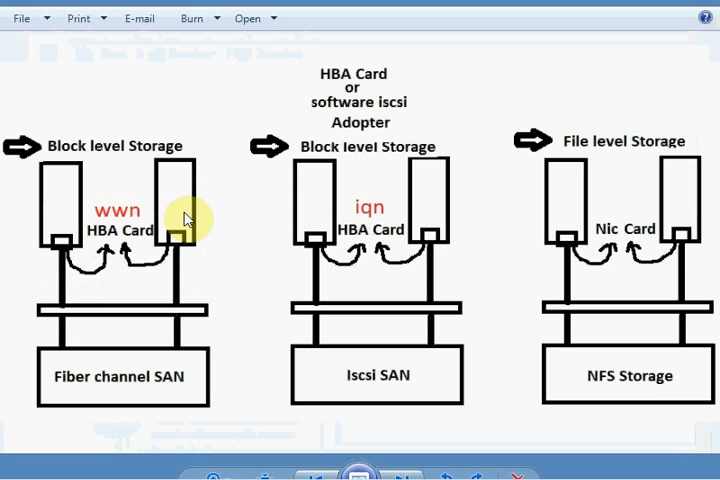 File Print E-mail Burn Open
HBA Card
or
software iscsi
Adopter
Block level Storage
wwn
HBA Card
Fiber channel SAN
Block level Storage
iqn
HBA Card
Iscsi SAN
File level Storage
Nic Card
NFS Storage